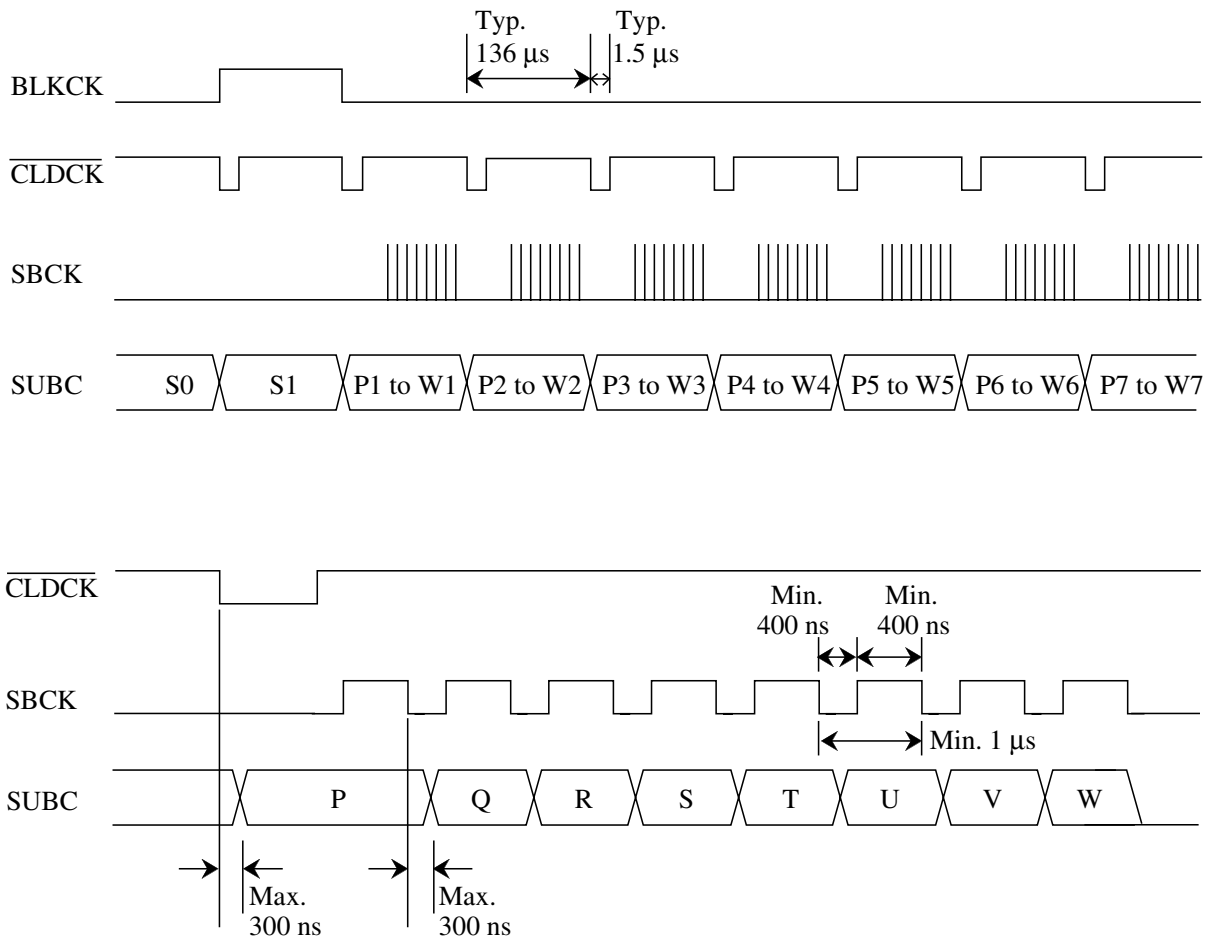 Typ.
136 μs
Typ.
1.5 μs
BLKCK
CLDCK
SBCK
SUBC
S0
S1
P1 to W1
P2 to W2
P3 to W3
P4 to W4
P5 to W5
P6 to W6
P7 to W7
CLDCK
Min.
400 ns
Min.
400 ns
SBCK
Min. 1 μs
SUBC
P
Q
R
S
T
U
V
W
Max.
300 ns
Max.
300 ns